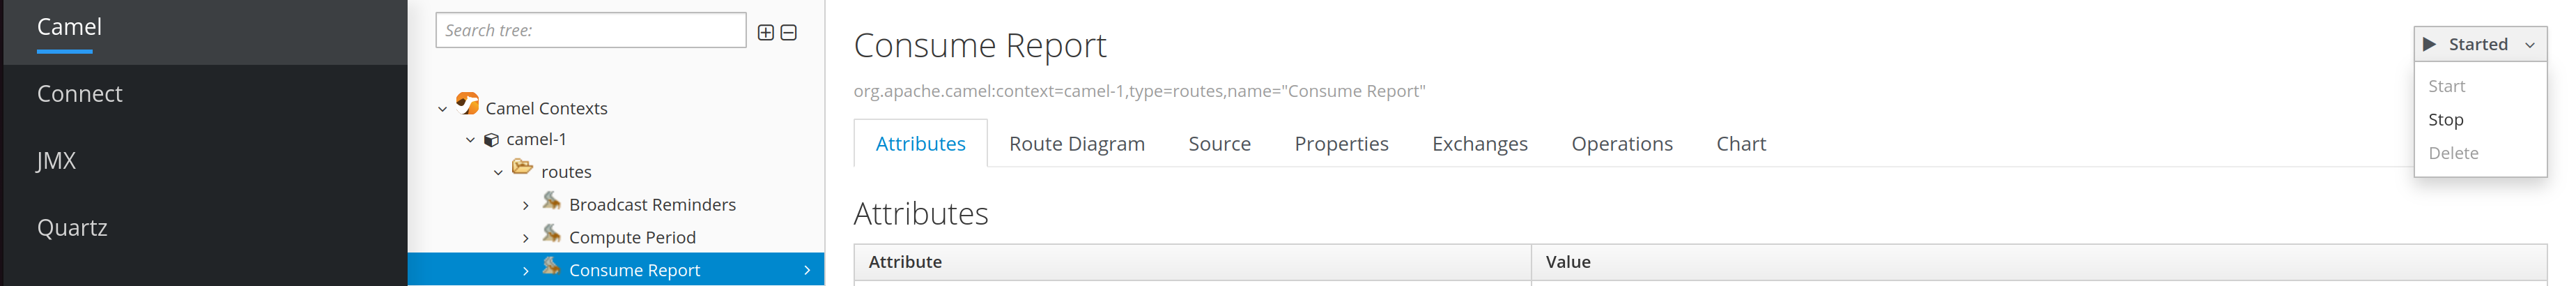 Camel
Connect
JMX
Quartz
Search tree:
Camel Contexts
camel-1
routes
Broadcast Reminders
Compute Period
Consume Report
Consume Report
org.apache.camel:context=camel-1,type=routes,name="Consume Report"
Started
Start
Stop
Delete
Attributes Route Diagram Source Properties Exchanges Operations Chart
Attributes
Attribute Value